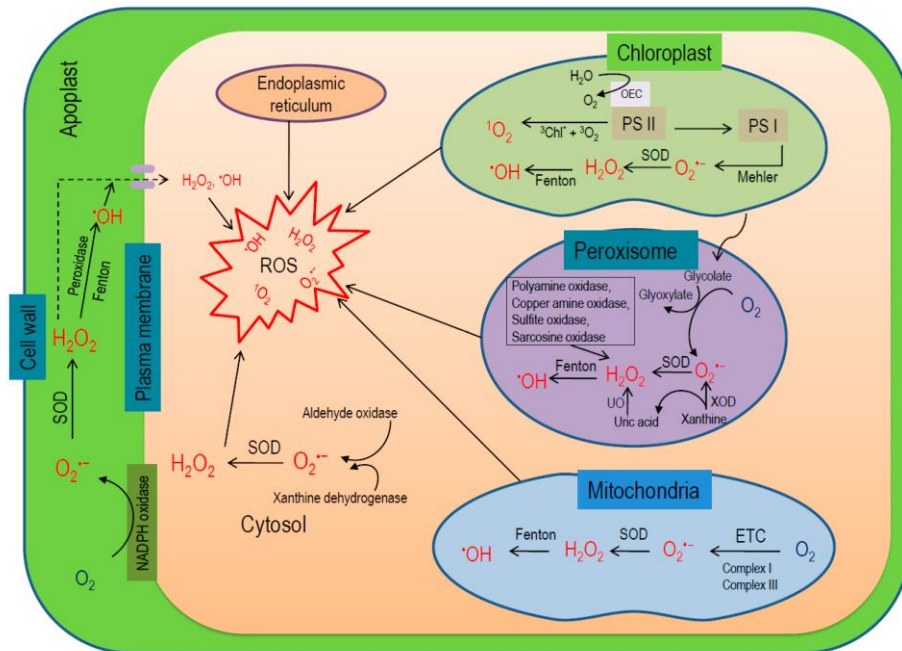 Apoplast
Cell wall
Plasma membrane
O₂
NADPH oxidase
O₂•−
SOD
H₂O₂
Peroxidase
Fenton
•OH
H₂O₂, •OH
Endoplasmic
reticulum
ROS
•OH
H₂O₂
¹O₂
O₂
Cytosol
Aldehyde oxidase
Xanthine dehydrogenase
O₂•−
SOD
H₂O₂
Chloroplast
H₂O
O₂
OEC
PS II
PS I
³Chl* + ³O₂
¹O₂
Mehler
O₂•−
SOD
H₂O₂
Fenton
•OH
Peroxisome
Glycolate
Glyoxylate
O₂
Polyamine oxidase,
Copper amine oxidase,
Sulfite oxidase,
Sarcosine oxidase
•OH
Fenton
H₂O₂
SOD
O₂•−
UO
XOD
Uric acid
Xanthine
Mitochondria
•OH
Fenton
H₂O₂
SOD
O₂•−
ETC
O₂
Complex I
Complex III